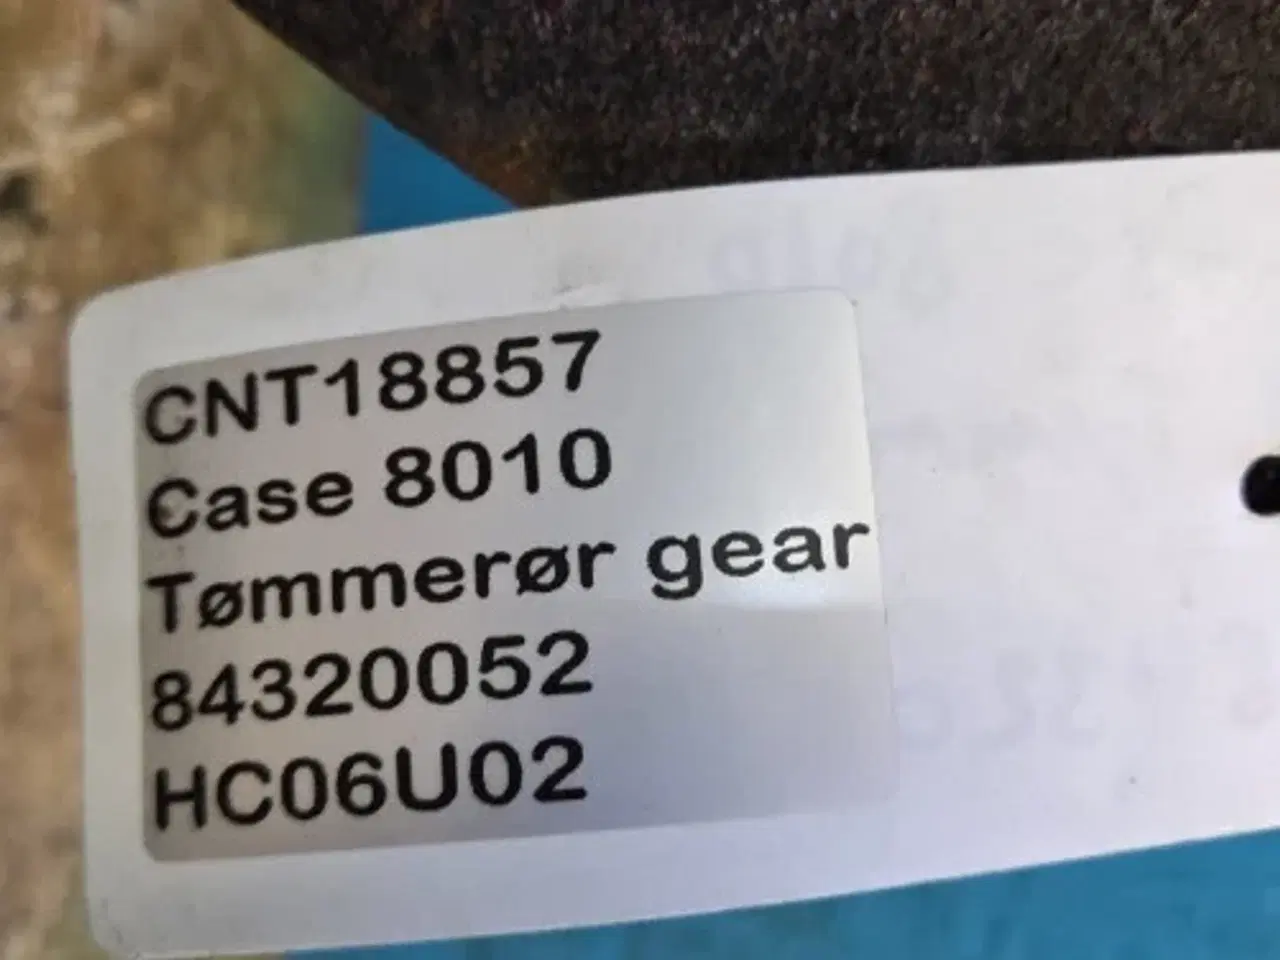 CNT18857
Case 8010
Tømmerør gear
84320052
HC06U02